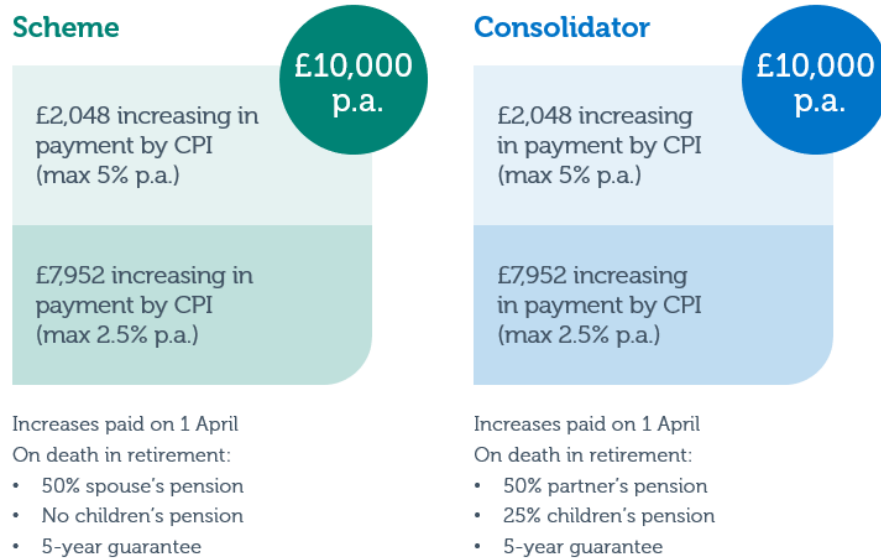 Scheme
£10,000
p.a.
£2,048 increasing in
payment by CPI
(max 5% p.a.)
£7,952 increasing in
payment by CPI
(max 2.5% p.a.)
Increases paid on 1 April
On death in retirement:
• 50% spouse's pension
• No children's pension
• 5-year guarantee
Consolidator
£10,000
p.a.
£2,048 increasing
in payment by CPI
(max 5% p.a.)
£7,952 increasing
in payment by CPI
(max 2.5% p.a.)
Increases paid on 1 April
On death in retirement:
• 50% partner's pension
• 25% children's pension
• 5-year guarantee